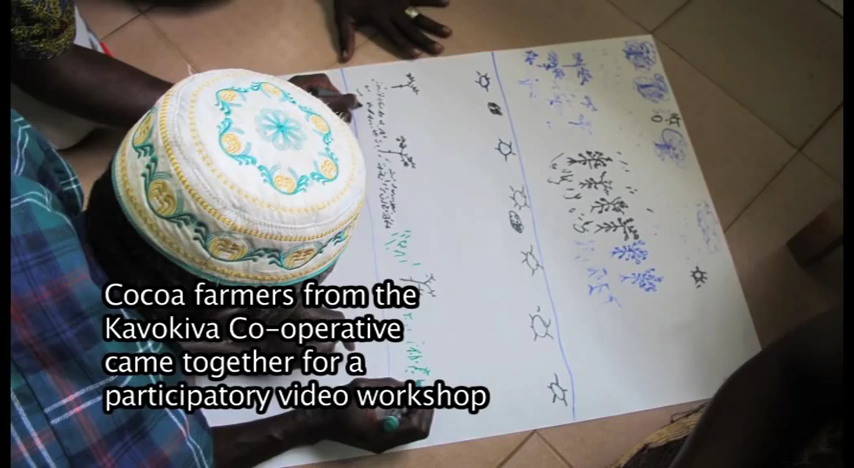 Cocoa farmers from the
Kavokiva Co-operative
came together for a
participatory video workshop